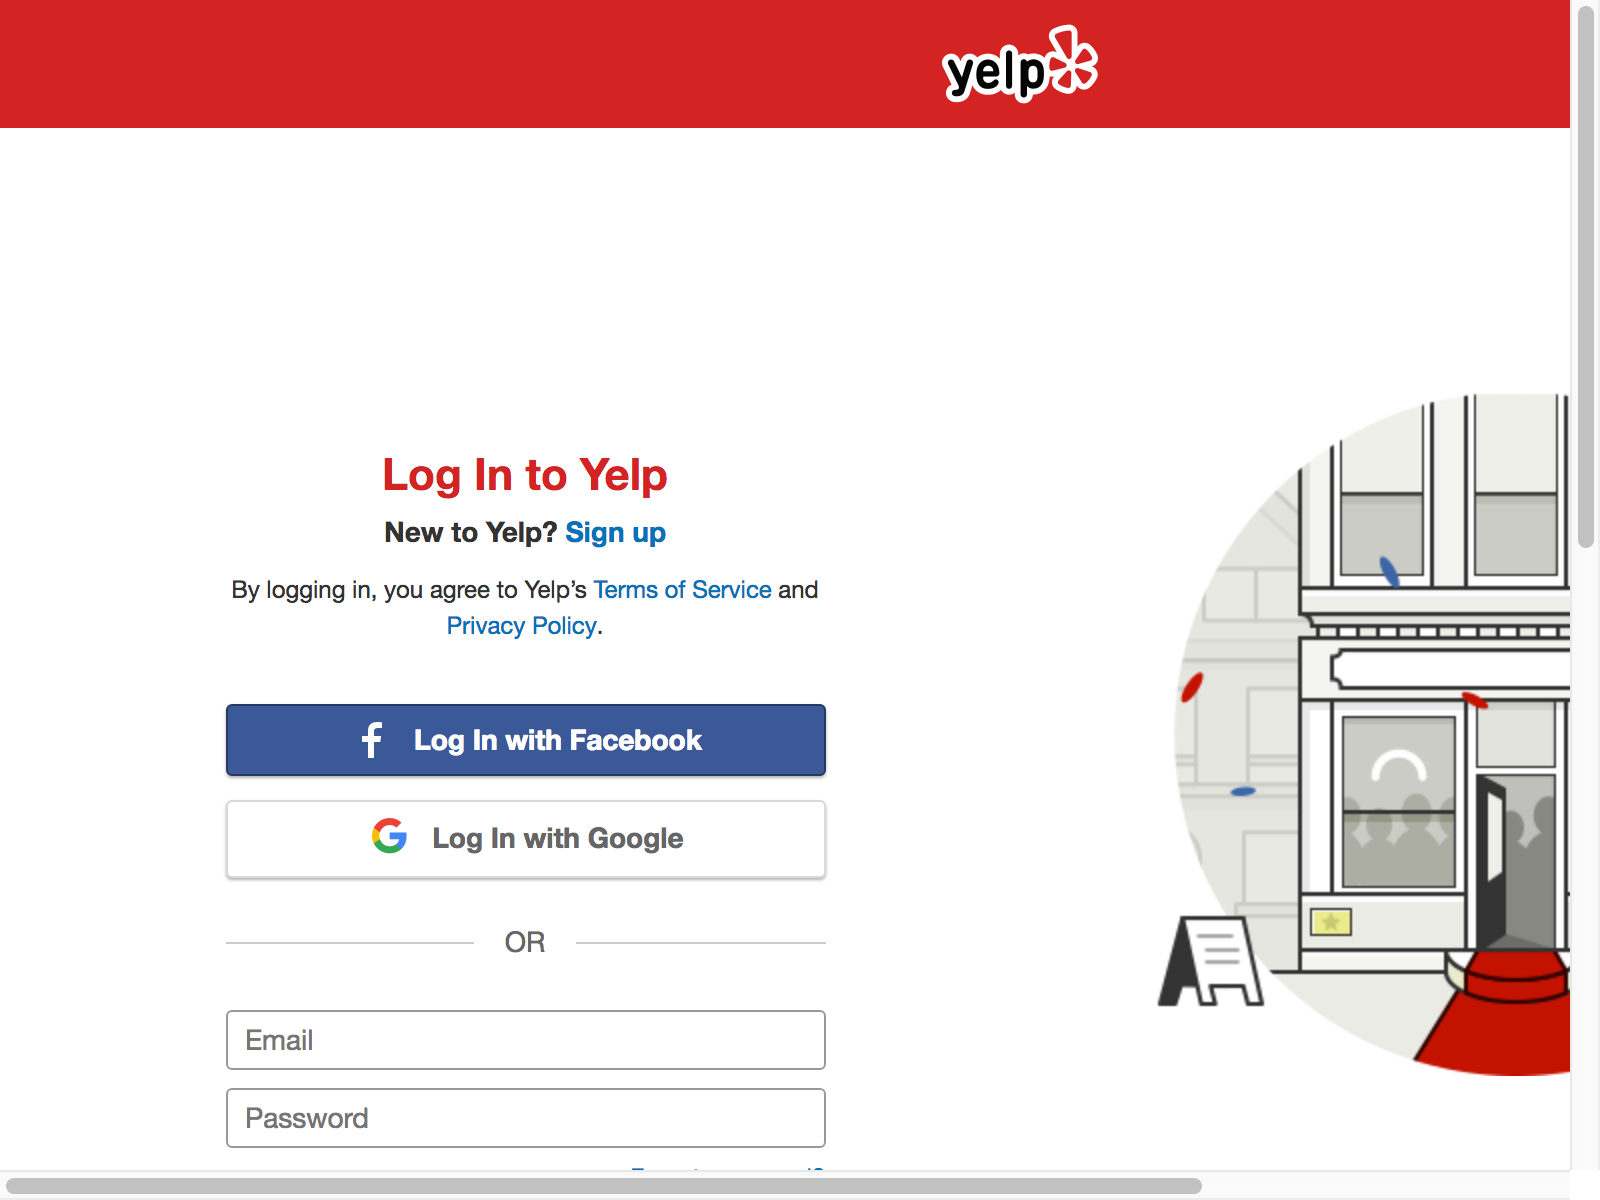 yelp
Log In to Yelp
New to Yelp? Sign up
By logging in, you agree to Yelp’s Terms of Service and
Privacy Policy.
Log In with Facebook
Log In with Google
OR
Email
Password